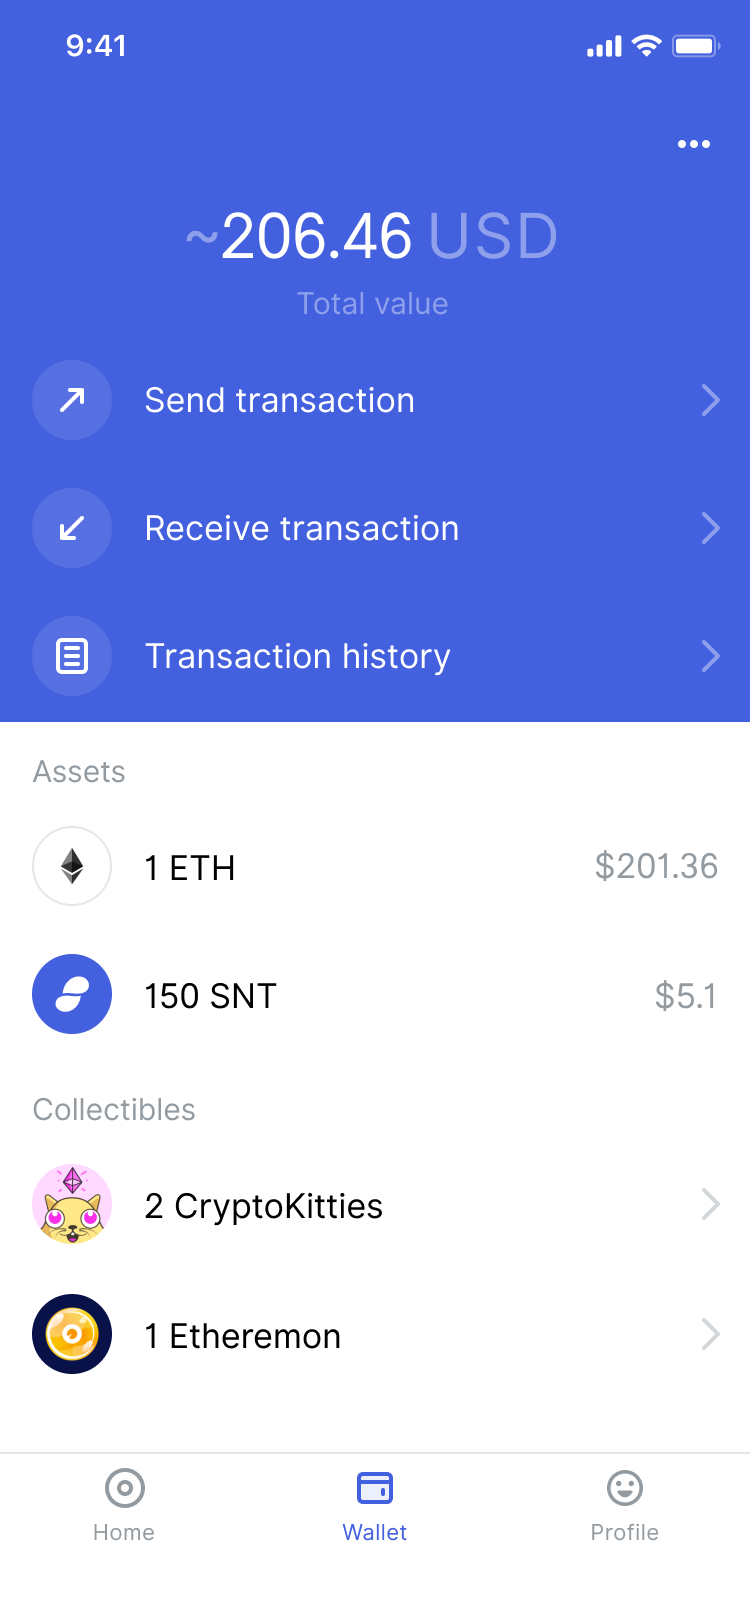 9:41
~206.46 USD
Total value
Send transaction
Receive transaction
Transaction history
Assets
1 ETH $201.36
150 SNT $5.1
Collectibles
2 CryptoKitties
1 Etheremon
Home Wallet Profile